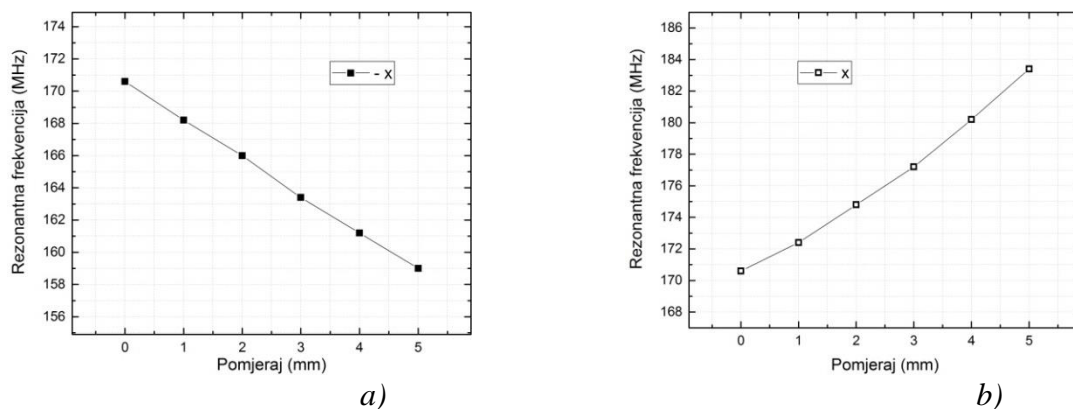 174
172
170
168
166
164
162
160
158
156
Rezonantna frekvencija (MHz)
- x
0 1 2 3 4 5
Pomjeraj (mm)
a)
186
184
182
180
178
176
174
172
170
168
Rezonantna frekvencija (MHz)
x
0 1 2 3 4 5
Pomjeraj (mm)
b)